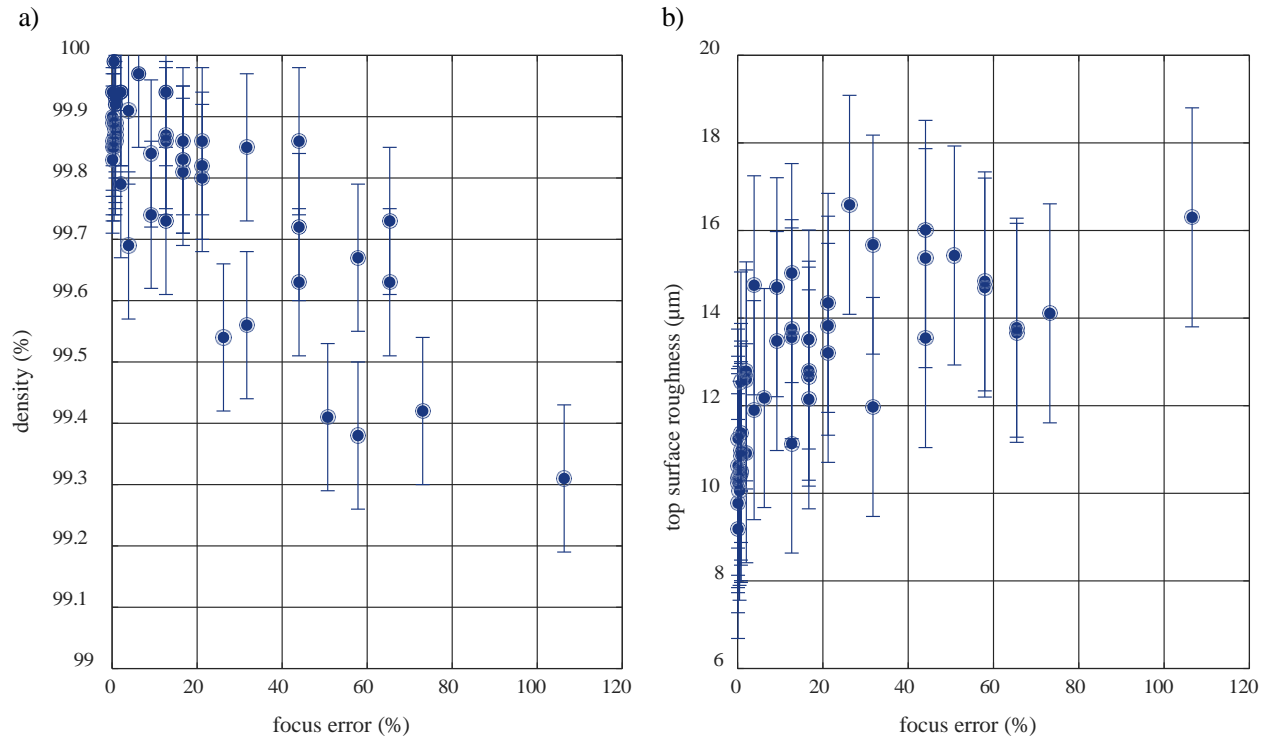 a)
100
99.9
99.8
99.7
99.6
99.5
99.4
99.3
99.2
99.1
99
density (%)
0 20 40 60 80 100 120
focus error (%)
b)
20
18
16
14
12
10
8
6
top surface roughness (µm)
0 20 40 60 80 100 120
focus error (%)